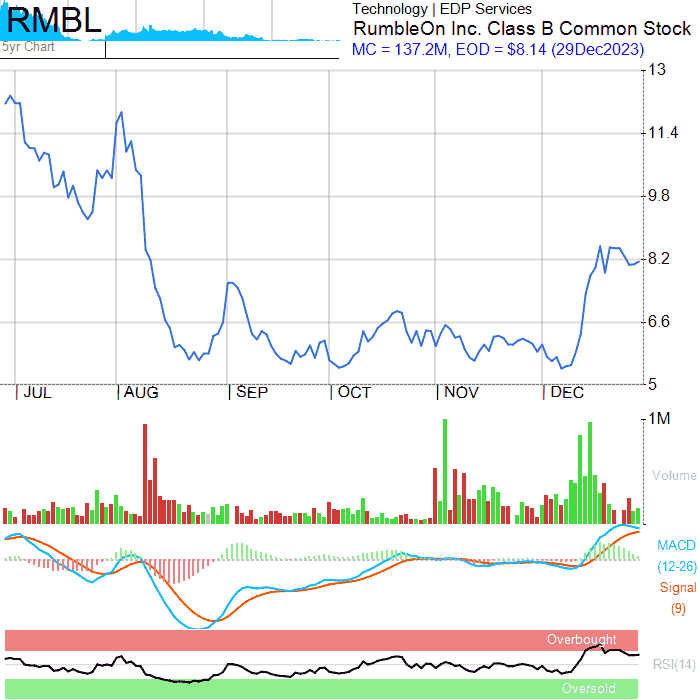 RMBL
5yr Chart
Technology | EDP Services
RumbleOn Inc. Class B Common Stock
MC = 137.2M, EOD = $8.14 (29Dec2023)
13
11.4
9.8
8.2
6.6
5
JUL AUG SEP OCT NOV DEC
1M
Volume
MACD
(12-26)
Signal
(9)
Overbought
RSI(14)
Oversold